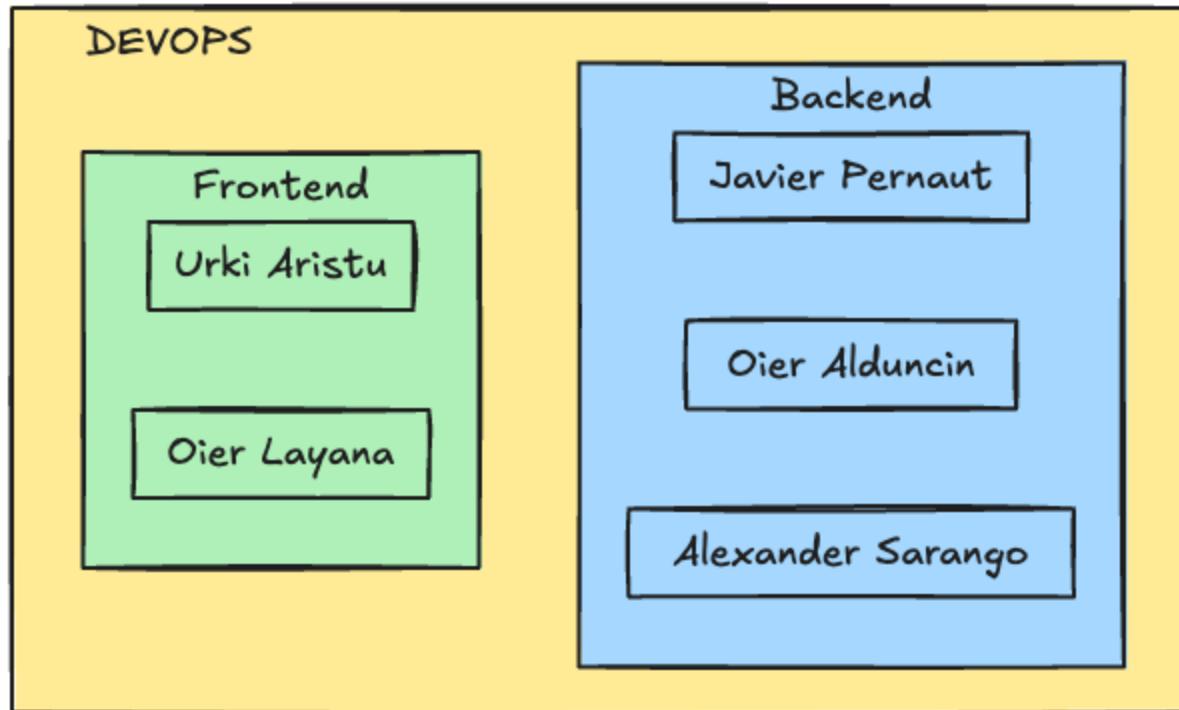 DEVOPS
Frontend
Urki Aristu
Oier Layana
Backend
Javier Pernaut
Oier Alduncin
Alexander Sarango